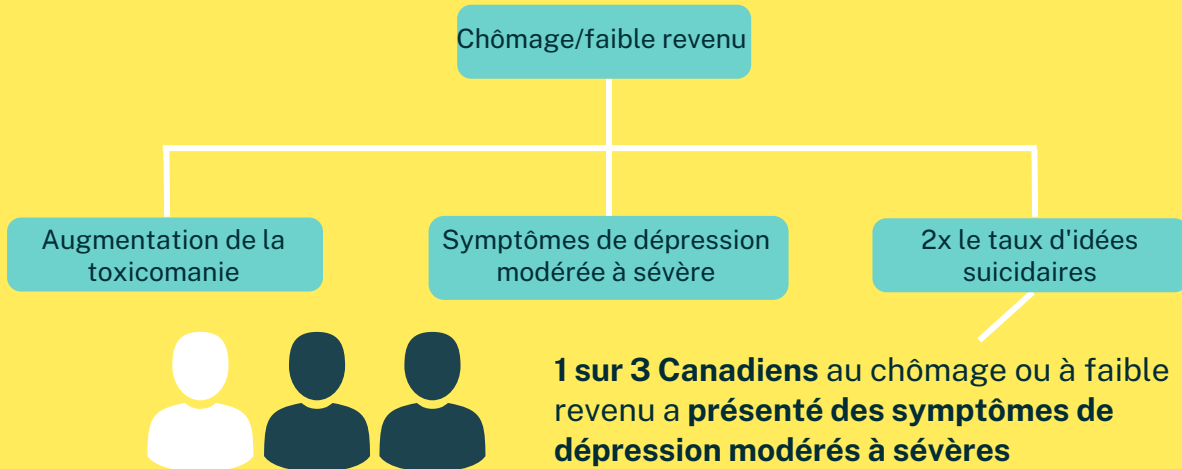 Chômage/faible revenu
Augmentation de la
toxicomanie
Symptômes de dépression
modérée à sévère
2x le taux d'idées
suicidaires
1 sur 3 Canadiens au chômage ou à faible
revenu a présenté des symptômes de
dépression modérés à sévères